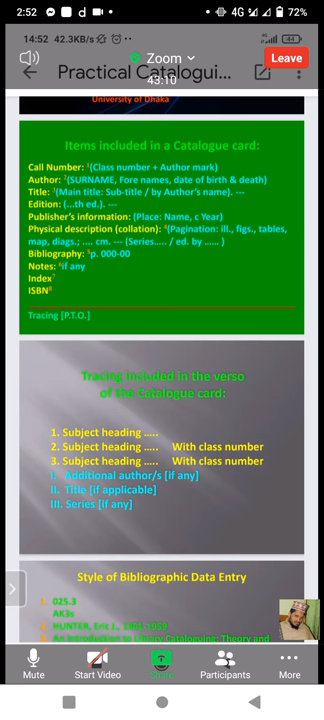 2:52
4G
72%
14:52 42.3KB/s
44
Zoom
Leave
Practical Catalogui...
43:10
University of Dhaka
Items included in a Catalogue card:
Call Number: ¹(Class number + Author mark)
Author: ²(SURNAME, Fore names, date of birth & death)
Title: ³(Main title: Sub-title / by Author's name). ---
Edition: (...th ed.). ---
Publisher's information: (Place: Name, c Year)
Physical description (collation): ⁴(Pagination: ill., figs., tables,
map, diags.; .... cm. --- (Series..... / ed. by ...... )
Bibliography: ⁵p. 000-00
Notes: ⁶if any
Index⁷
ISBN⁸
Tracing [P.T.O.]
Tracing included in the verso
of the Catalogue card:
1. Subject heading .....
2. Subject heading ..... With class number
3. Subject heading ..... With class number
I. Additional author/s [if any]
II. Title [if applicable]
III. Series [if any]
Style of Bibliographic Data Entry
1. 025.3
AK3s
HUNTER, Eric J.,
An Introduction to Library Cataloguing: Theory and
Mute
Start Video
Share
Participants
More